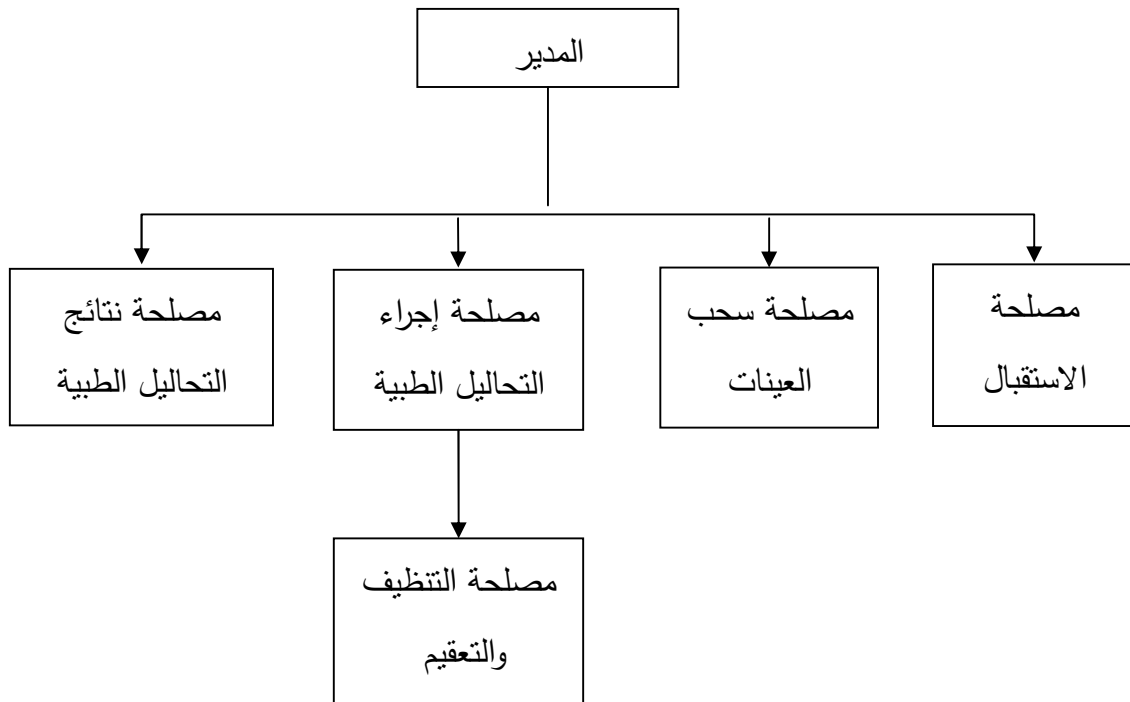 المدير
مصلحة
الاستقبال
مصلحة سحب
العينات
مصلحة إجراء
التحاليل الطبية
مصلحة نتائج
التحاليل الطبية
مصلحة التنظيف
والتعقيم